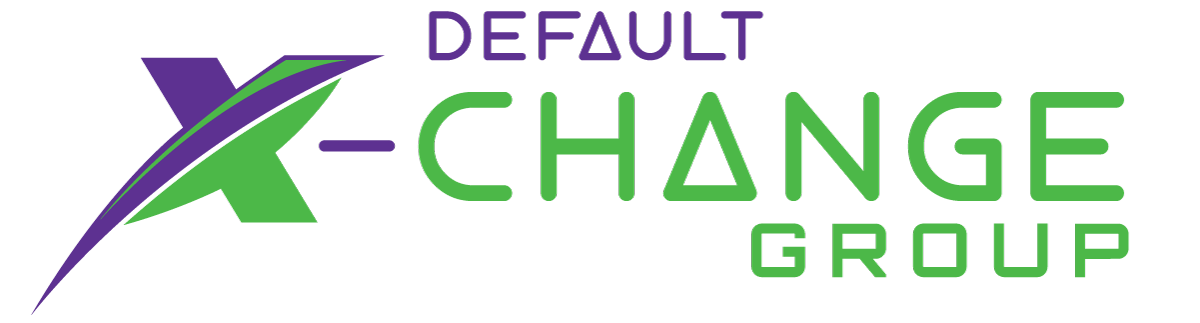 DEFAULT
X-CHANGE
GROUP